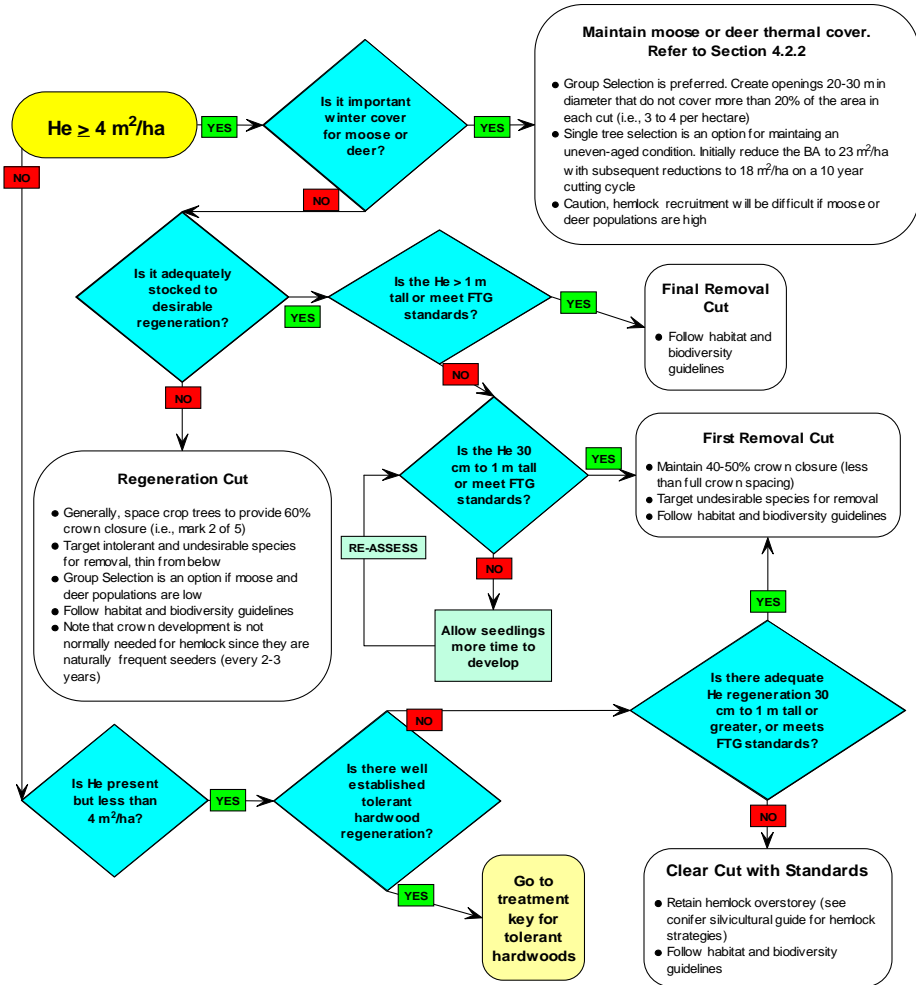 Maintain moose or deer thermal cover.
Refer to Section 4.2.2
● Group Selection is preferred. Create openings 20-30 m in
diameter that do not cover more than 20% of the area in
each cut (i.e., 3 to 4 per hectare)
● Single tree selection is an option for maintaing an
uneven-aged condition. Initially reduce the BA to 23 m²/ha
with subsequent reductions to 18 m²/ha on a 10 year
cutting cycle
● Caution, hemlock recruitment will be difficult if moose or
deer populations are high
He ≥ 4 m²/ha
YES
Is it important
winter cover
for moose or
deer?
YES
NO
NO
Is it adequately
stocked to
desirable
regeneration?
YES
Is the He > 1 m
tall or meet FTG
standards?
YES
Final Removal
Cut
● Follow habitat and
biodiversity
guidelines
NO
NO
Is the He 30
cm to 1 m tall
or meet FTG
standards?
YES
First Removal Cut
● Maintain 40-50% crown closure (less
than full crown spacing)
● Target undesirable species for removal
● Follow habitat and biodiversity guidelines
Regeneration Cut
● Generally, space crop trees to provide 60%
crown closure (i.e., mark 2 of 5)
● Target intolerant and undesirable species
for removal, thin from below
● Group Selection is an option if moose and
deer populations are low
● Follow habitat and biodiversity guidelines
● Note that crown development is not
normally needed for hemlock since they are
naturally frequent seeders (every 2-3
years)
RE-ASSESS
NO
Allow seedlings
more time to
develop
YES
Is there adequate
He regeneration 30
cm to 1 m tall or
greater, or meets
FTG standards?
NO
Is He present
but less than
4 m²/ha?
YES
Is there well
established
tolerant
hardwood
regeneration?
NO
YES
Go to
treatment
key for
tolerant
hardwoods
Clear Cut with Standards
● Retain hemlock overstorey (see
conifer silvicultural guide for hemlock
strategies)
● Follow habitat and biodiversity
guidelines